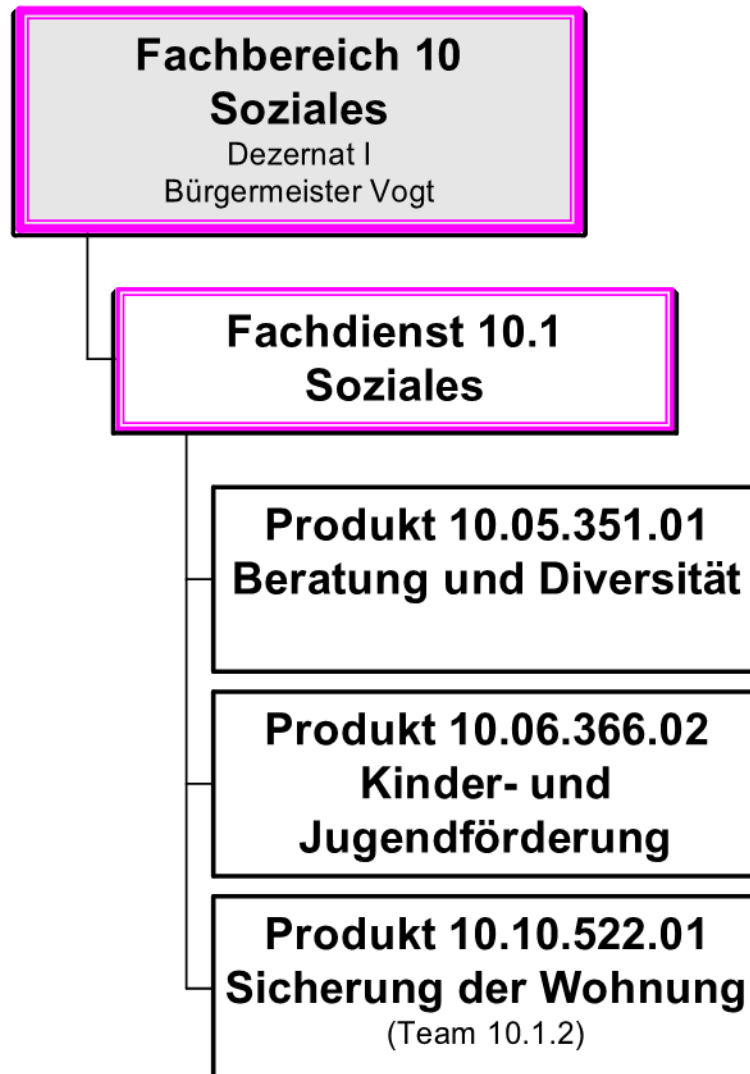 Fachbereich 10
Soziales
Dezernat I
Bürgermeister Vogt
Fachdienst 10.1
Soziales
Produkt 10.05.351.01
Beratung und Diversität
Produkt 10.06.366.02
Kinder- und
Jugendförderung
Produkt 10.10.522.01
Sicherung der Wohnung
(Team 10.1.2)